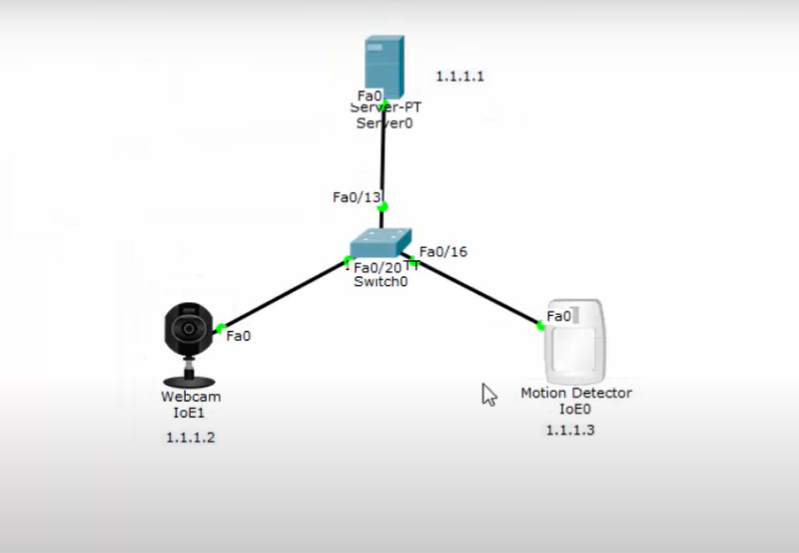 1.1.1.1
Fa0
Server-PT
Server0
Fa0/13
Fa0/16
Fa0/20
Switch0
Fa0
Fa0
Webcam
IoE1
1.1.1.2
Motion Detector
IoE0
1.1.1.3